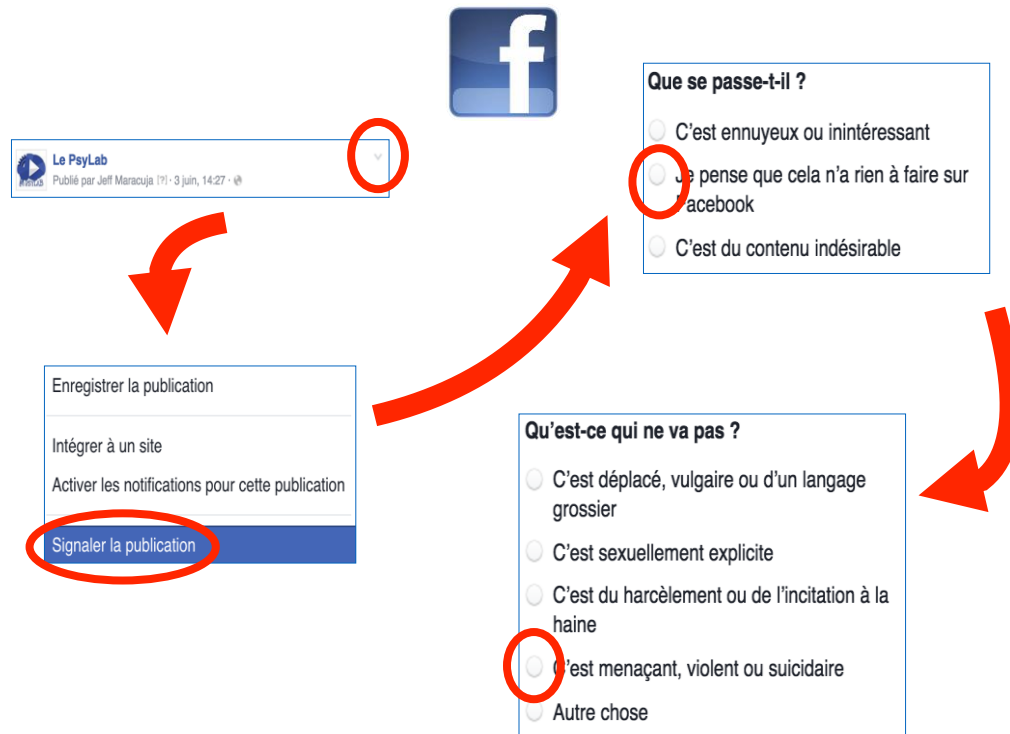 f
Le PsyLab
Publié par Jeff Maracuja [?] · 3 juin, 14:27 ·
Enregistrer la publication
Intégrer à un site
Activer les notifications pour cette publication
Signaler la publication
Que se passe-t-il ?
C'est ennuyeux ou inintéressant
Je pense que cela n'a rien à faire sur
Facebook
C'est du contenu indésirable
Qu'est-ce qui ne va pas ?
C'est déplacé, vulgaire ou d'un langage
grossier
C'est sexuellement explicite
C'est du harcèlement ou de l'incitation à la
haine
C'est menaçant, violent ou suicidaire
Autre chose